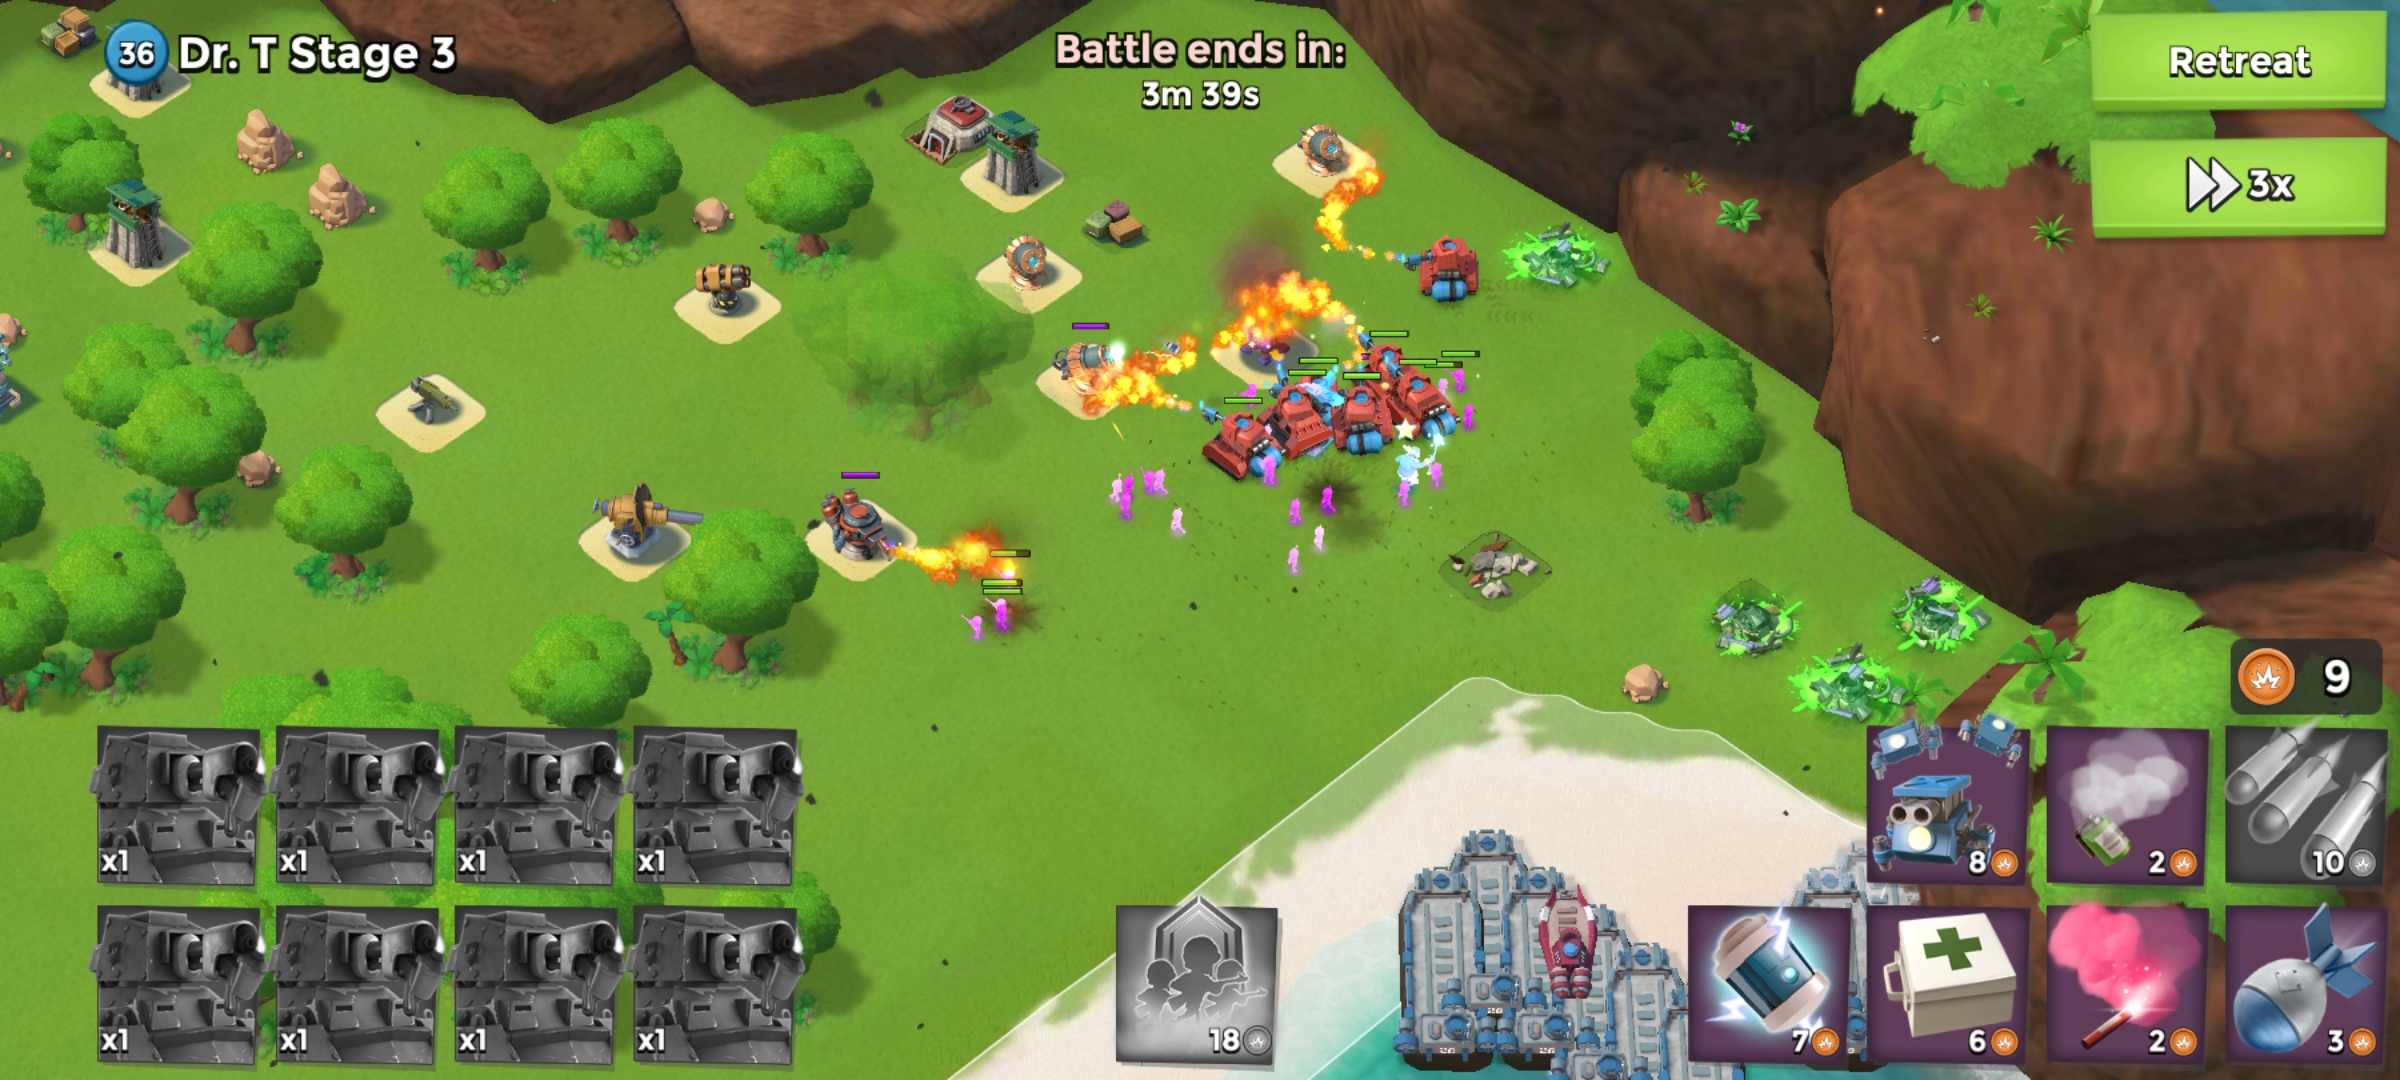 36 Dr. T Stage 3
Battle ends in:
3m 39s
Retreat
3x
9
x1 x1 x1 x1
8 2 10
x1 x1 x1 x1
18 7 6 2 3